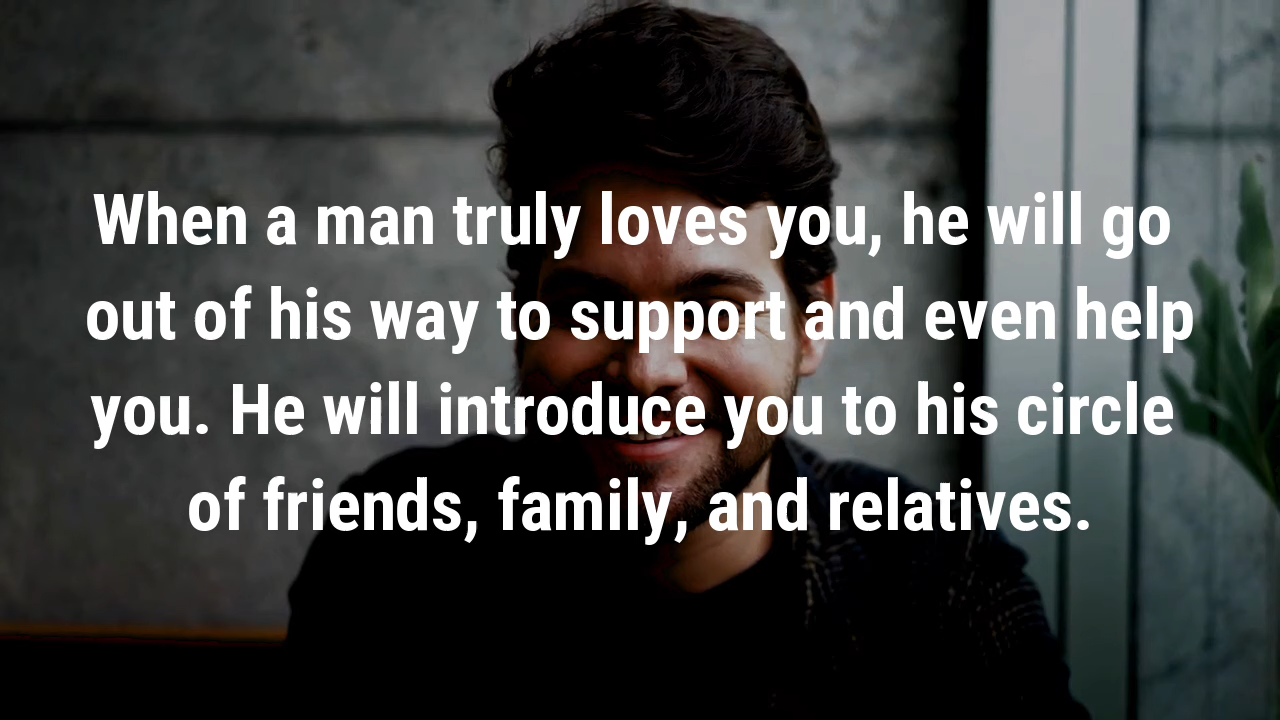 When a man truly loves you, he will go
out of his way to support and even help
you. He will introduce you to his circle
of friends, family, and relatives.